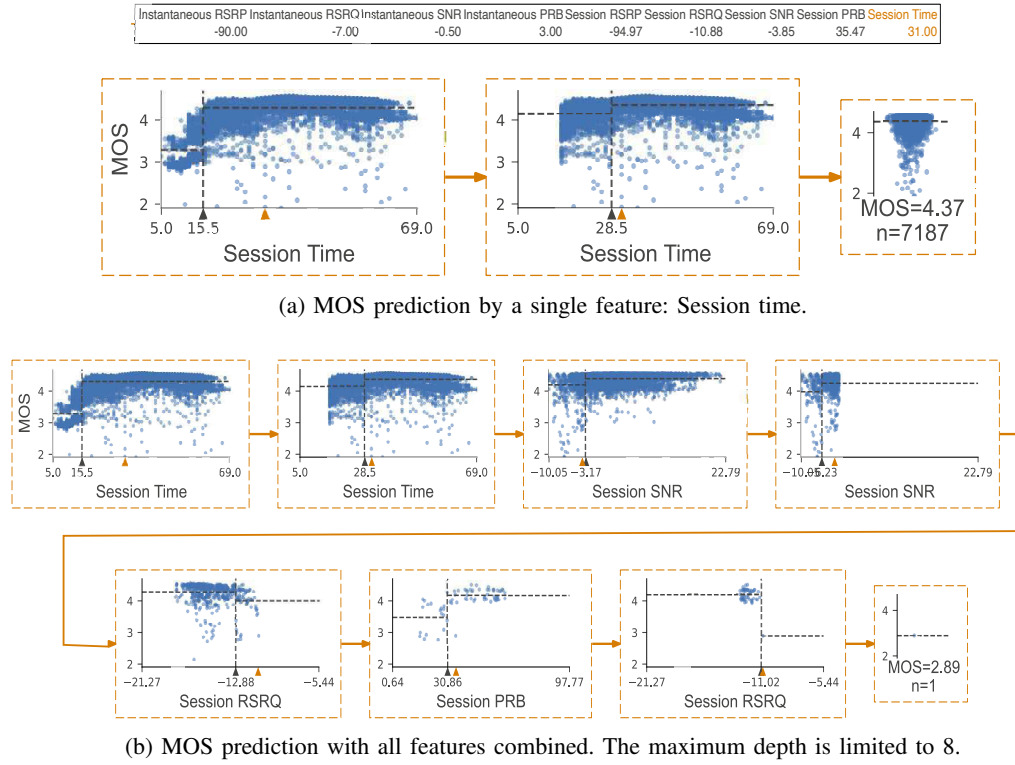 Instantaneous RSRP Instantaneous RSRQ Instantaneous SNR Instantaneous PRB Session RSRP Session RSRQ Session SNR Session PRB Session Time
-90.00 -7.00 -0.50 3.00 -94.97 -10.88 -3.85 35.47 31.00
MOS
4
3
2
5.0 15.5 69.0
Session Time
4
3
2
5.0 28.5 69.0
Session Time
4
2
MOS=4.37
n=7187
(a) MOS prediction by a single feature: Session time.
MOS
4
3
2
5.0 15.5 69.0
Session Time
4
3
2
5.0 28.5 69.0
Session Time
4
3
2
−10.05 −3.17 22.79
Session SNR
4
3
2
22.79
Session SNR
4
3
2
−21.27 −12.88 −5.44
Session RSRQ
4
3
2
0.64 30.86 97.77
Session PRB
4
3
2
−21.27 −11.02 −5.44
Session RSRQ
4
2
MOS=2.89
n=1
(b) MOS prediction with all features combined. The maximum depth is limited to 8.